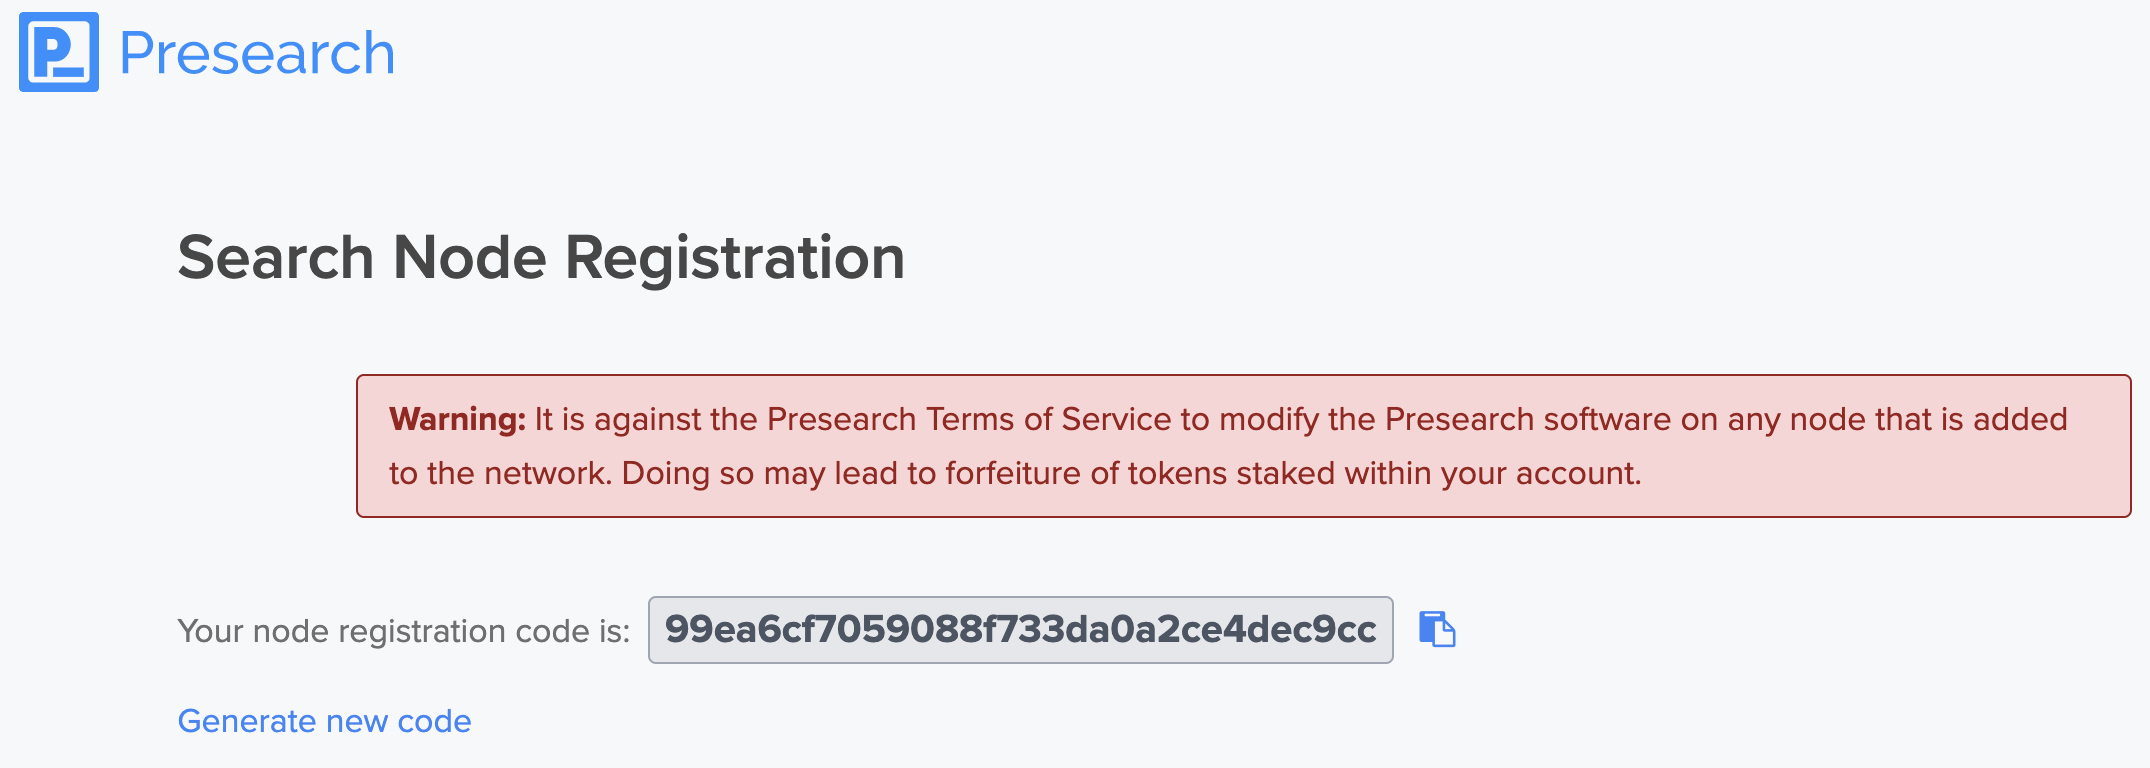 Presearch
Search Node Registration
Warning: It is against the Presearch Terms of Service to modify the Presearch software on any node that is added
to the network. Doing so may lead to forfeiture of tokens staked within your account.
Your node registration code is: 99ea6cf7059088f733da0a2ce4dec9cc
Generate new code